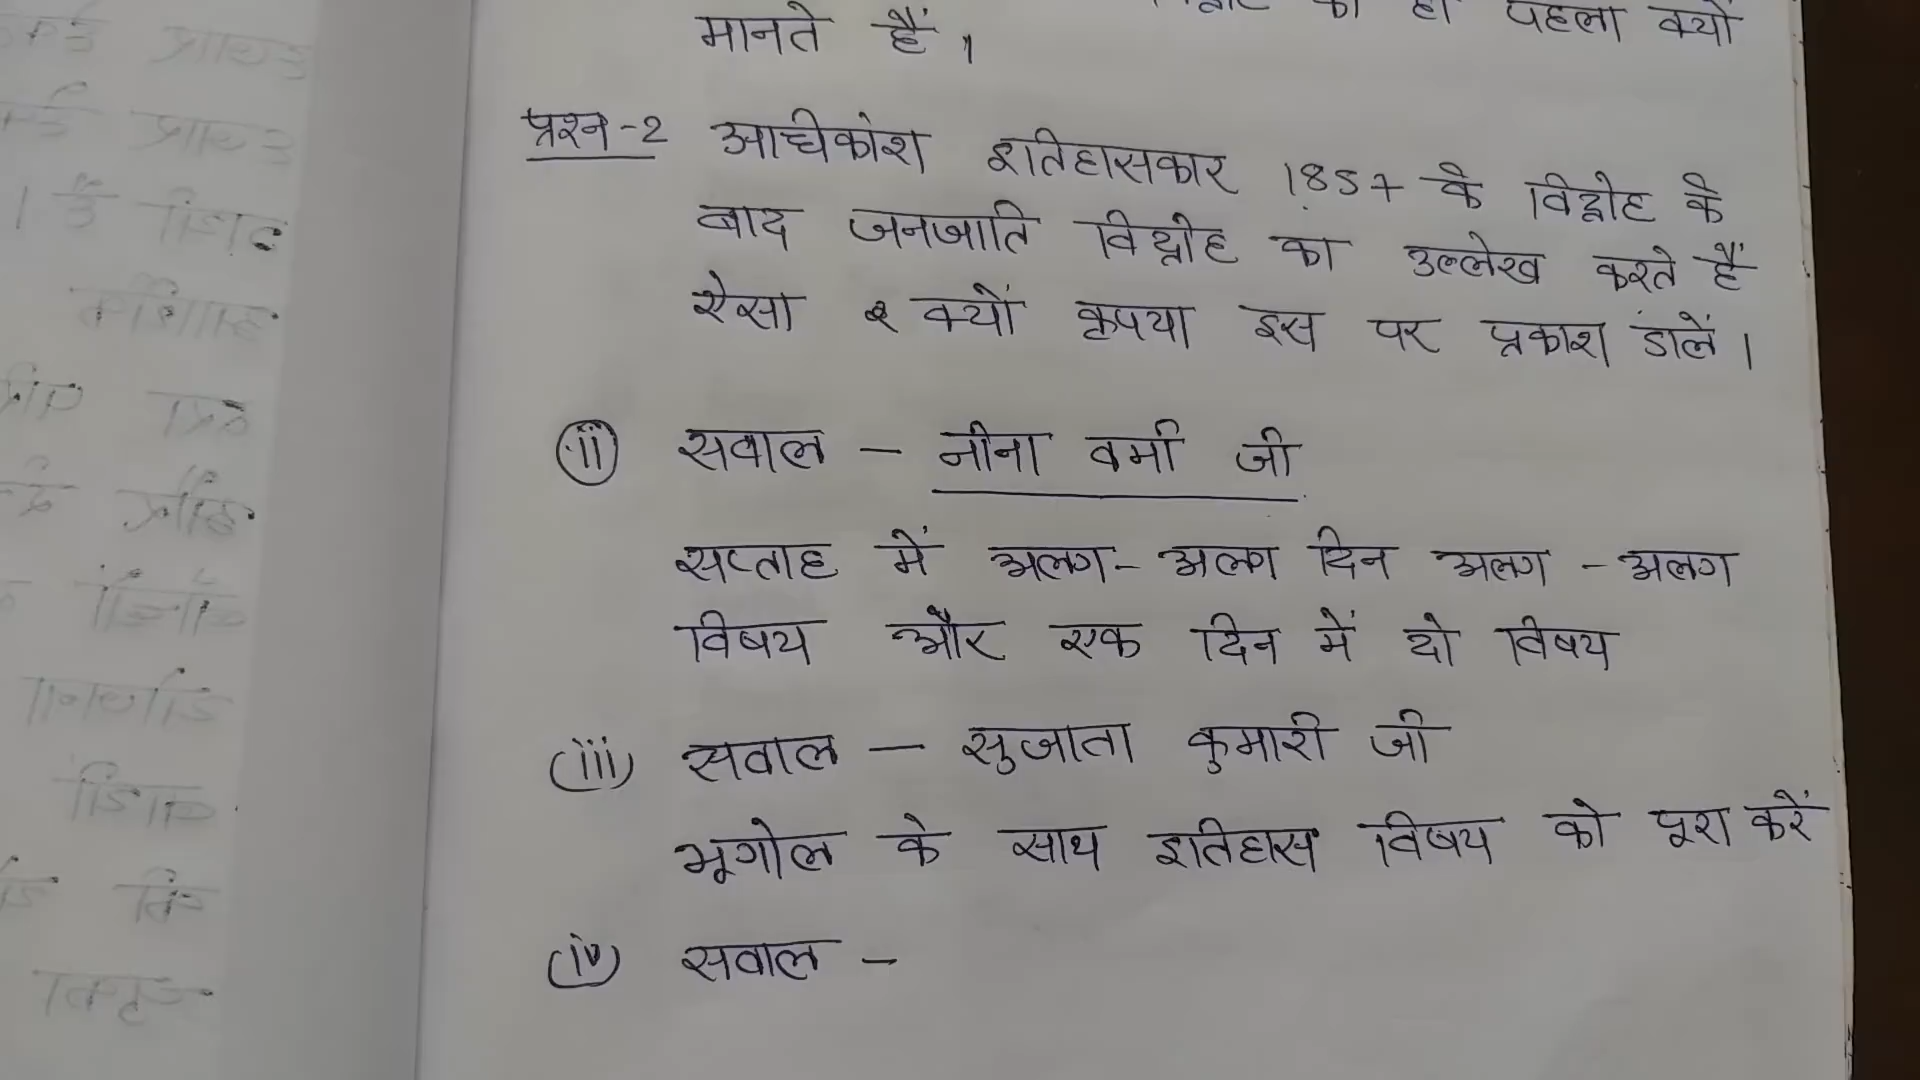 को ही पहला क्यों
मानते हैं।
प्रश्न-2 अधिकांश इतिहासकार 1857 के विद्रोह के
बाद जनजाति विद्रोह का उल्लेख करते हैं
ऐसा क्यों कृपया इस पर प्रकाश डालें।
(ii) सवाल - नीना वर्मा जी
सप्ताह में अलग-अलग दिन अलग-अलग
विषय और एक दिन में दो विषय
(iii) सवाल - सुजाता कुमारी जी
भूगोल के साथ इतिहास विषय को पूरा करें
(iv) सवाल -